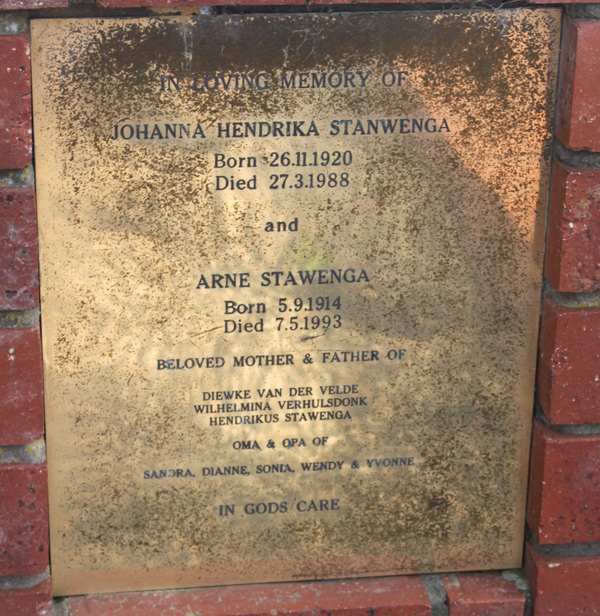 IN LOVING MEMORY OF
JOHANNA HENDRIKA STANWENGA
Born 26.11.1920
Died 27.3.1988
and
ARNE STAWENGA
Born 5.9.1914
Died 7.5.1993
BELOVED MOTHER & FATHER OF
DIEWKE VAN DER VELDE
WILHELMINA VERHULSDONK
HENDRIKUS STAWENGA
OMA & OPA OF
SANDRA, DIANNE, SONIA, WENDY & YVONNE
IN GODS CARE